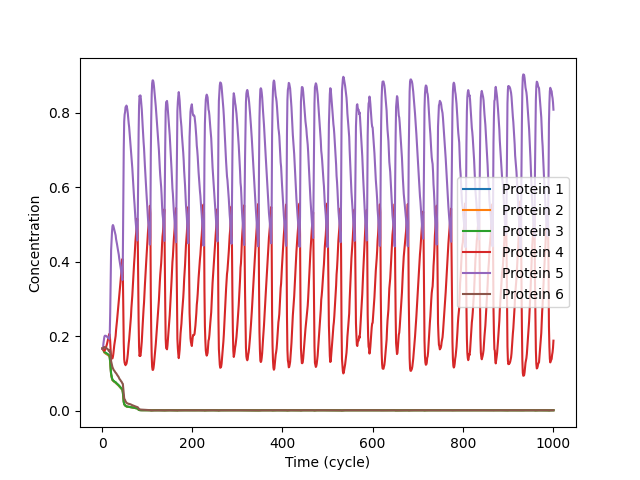 0.8
0.6
0.4
0.2
0.0
Concentration
0 200 400 600 800 1000
Time (cycle)
Protein 1
Protein 2
Protein 3
Protein 4
Protein 5
Protein 6